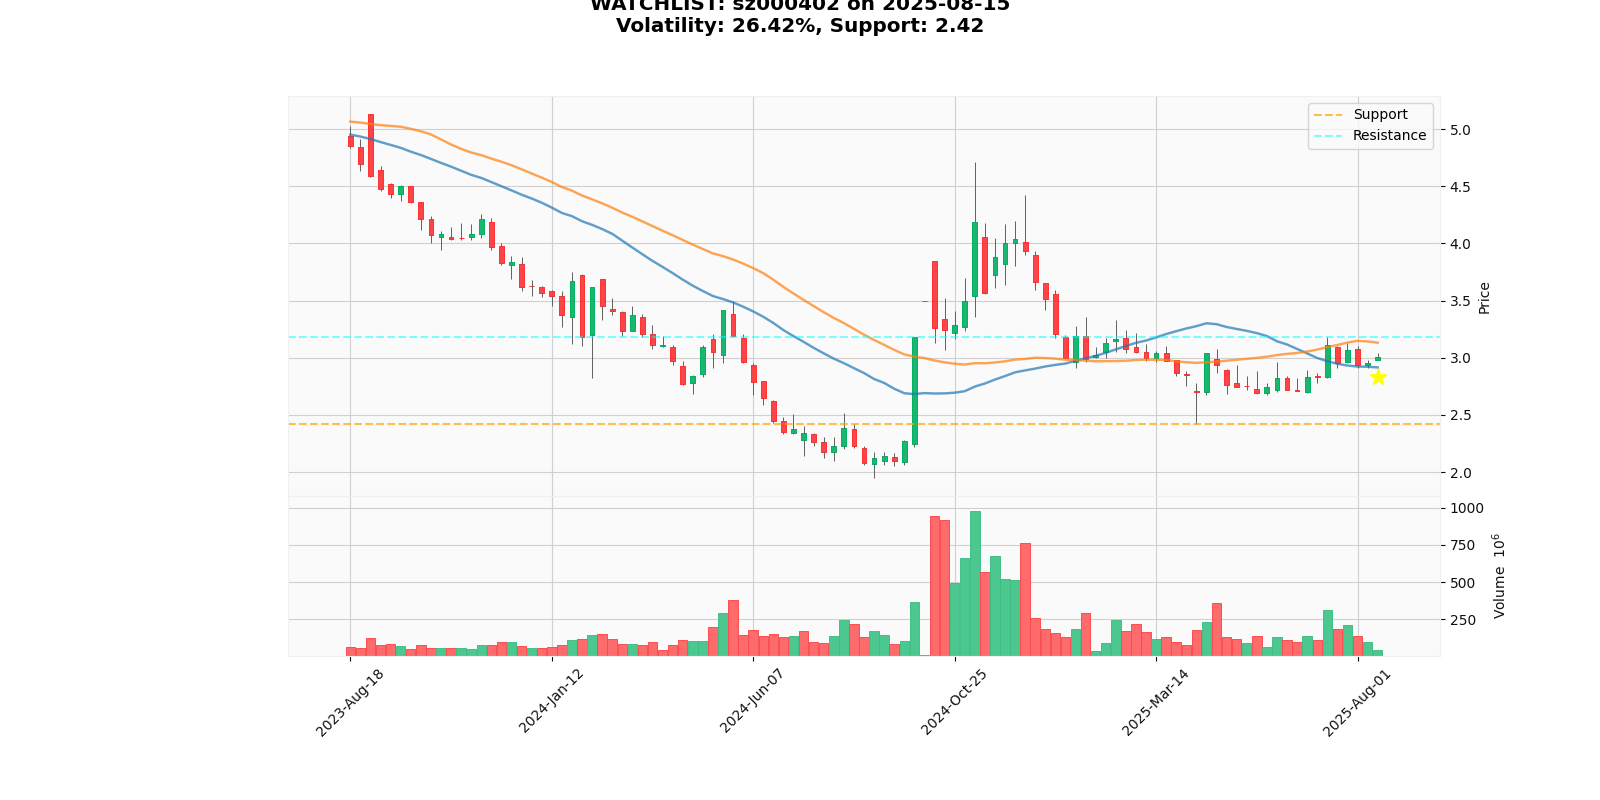 WATCHLIST: sz000402 on 2025-08-15
Volatility: 26.42%, Support: 2.42
Support
Resistance
5.0
4.5
4.0
3.5
3.0
2.5
2.0
Price
1000
750
500
250
Volume 10^6
2023-Aug-18
2024-Jan-12
2024-Jun-07
2024-Oct-25
2025-Mar-14
2025-Aug-01